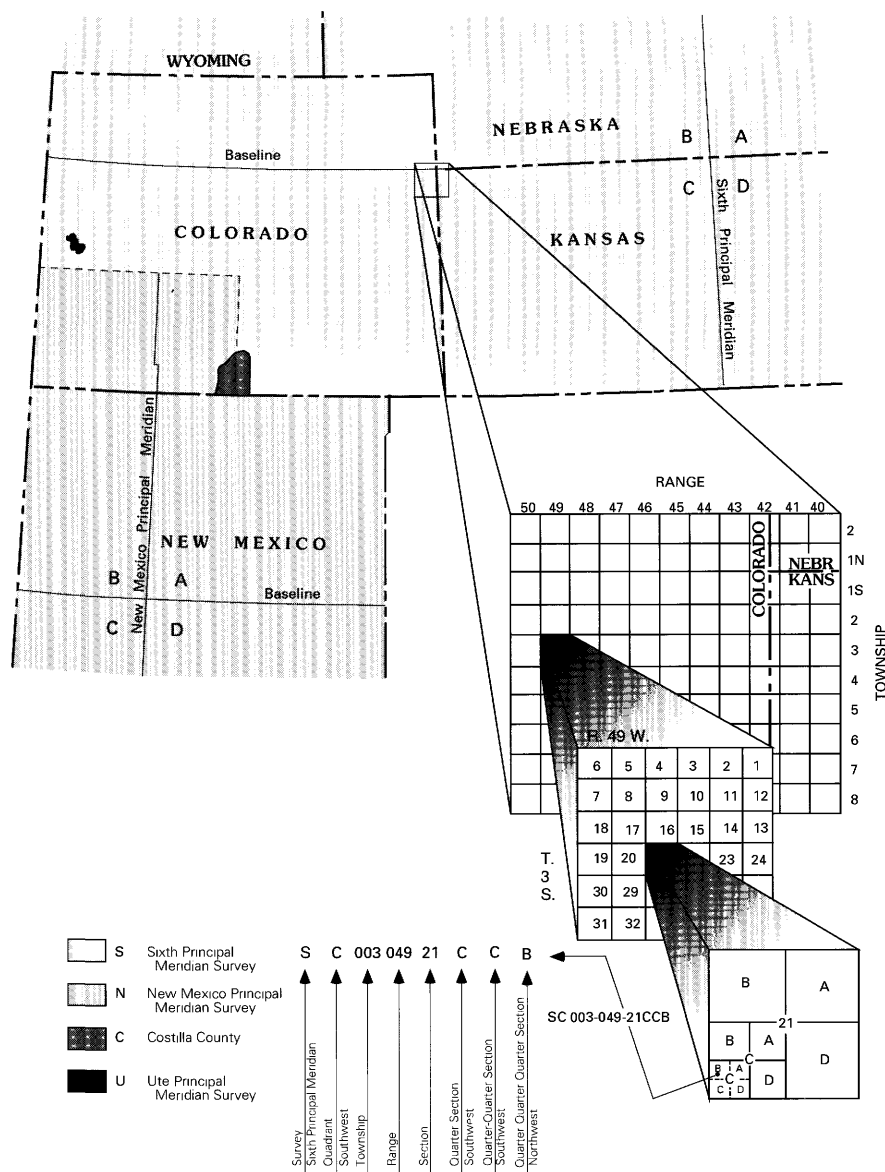 WYOMING
NEBRASKA
B A
Baseline
C D
COLORADO
KANSAS
Sixth Principal Meridian
New Mexico Principal Meridian
NEW MEXICO
B A
Baseline
C D
RANGE
50 49 48 47 46 45 44 43 42 41 40
COLORADO
NEBR
KANS
2
1N
1S
2
3
4
5
6
7
8
TOWNSHIP
R. 49 W.
6 5 4 3 2 1
7 8 9 10 11 12
18 17 16 15 14 13
T. 3 S.
19 20 23 24
30 29
31 32
S Sixth Principal
Meridian Survey
N New Mexico Principal
Meridian Survey
C Costilla County
U Ute Principal
Meridian Survey
S C 003 049 21 C C B
Survey
Sixth Principal Meridian
Quadrant
Southwest
Township
Range
Section
Quarter Section
Southwest
Quarter-Quarter Section
Southwest
Quarter Quarter Quarter Section
Northwest
SC 003-049-21CCB
B A
21
B A
C
D D
B A
C
C D